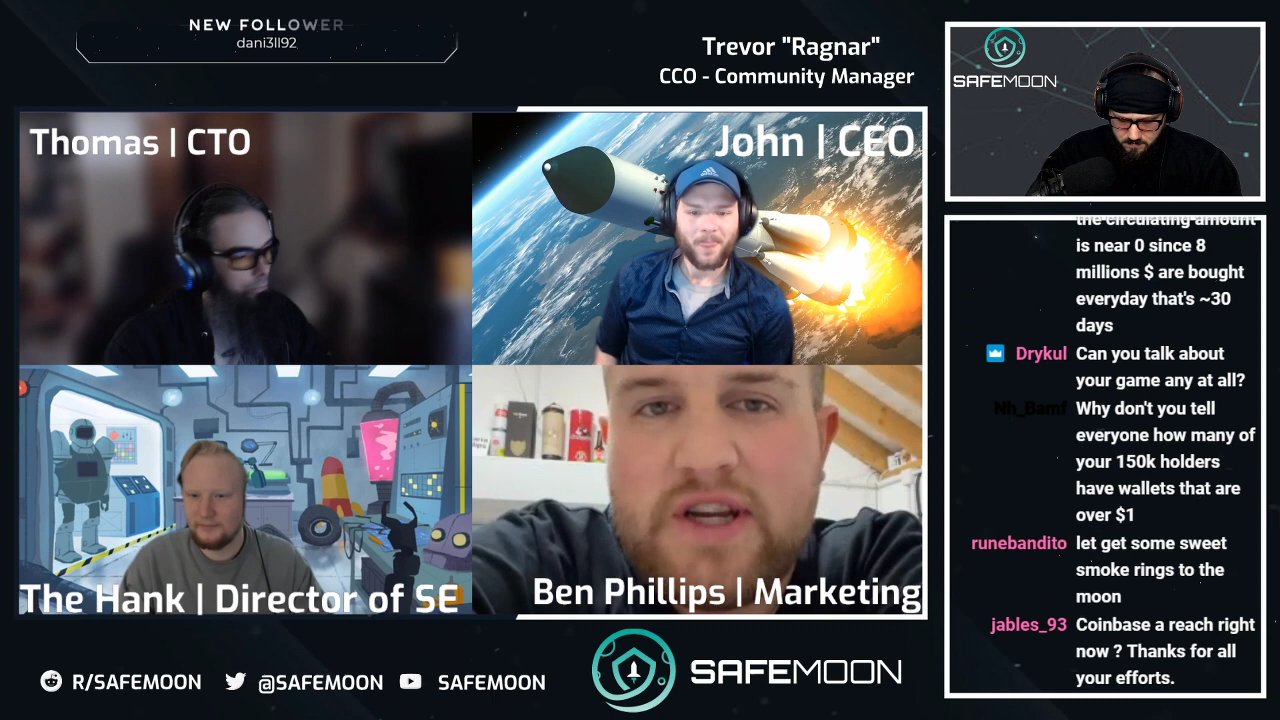 NEW FOLLOWER
dani3ll92
Trevor "Ragnar"
CCO - Community Manager
SAFEMOON
Thomas | CTO
John | CEO
The Hank | Director of SE
Ben Phillips | Marketing
the circulating amount
is near 0 since 8
millions $ are bought
everyday that's ~30
days
Drykul Can you talk about
your game any at all?
Nh_Bamf Why don't you tell
everyone how many of
your 150k holders
have wallets that are
over $1
runebandito let get some sweet
smoke rings to the
moon
jables_93 Coinbase a reach right
now ? Thanks for all
your efforts.
R/SAFEMOON
@SAFEMOON
SAFEMOON
SAFEMOON